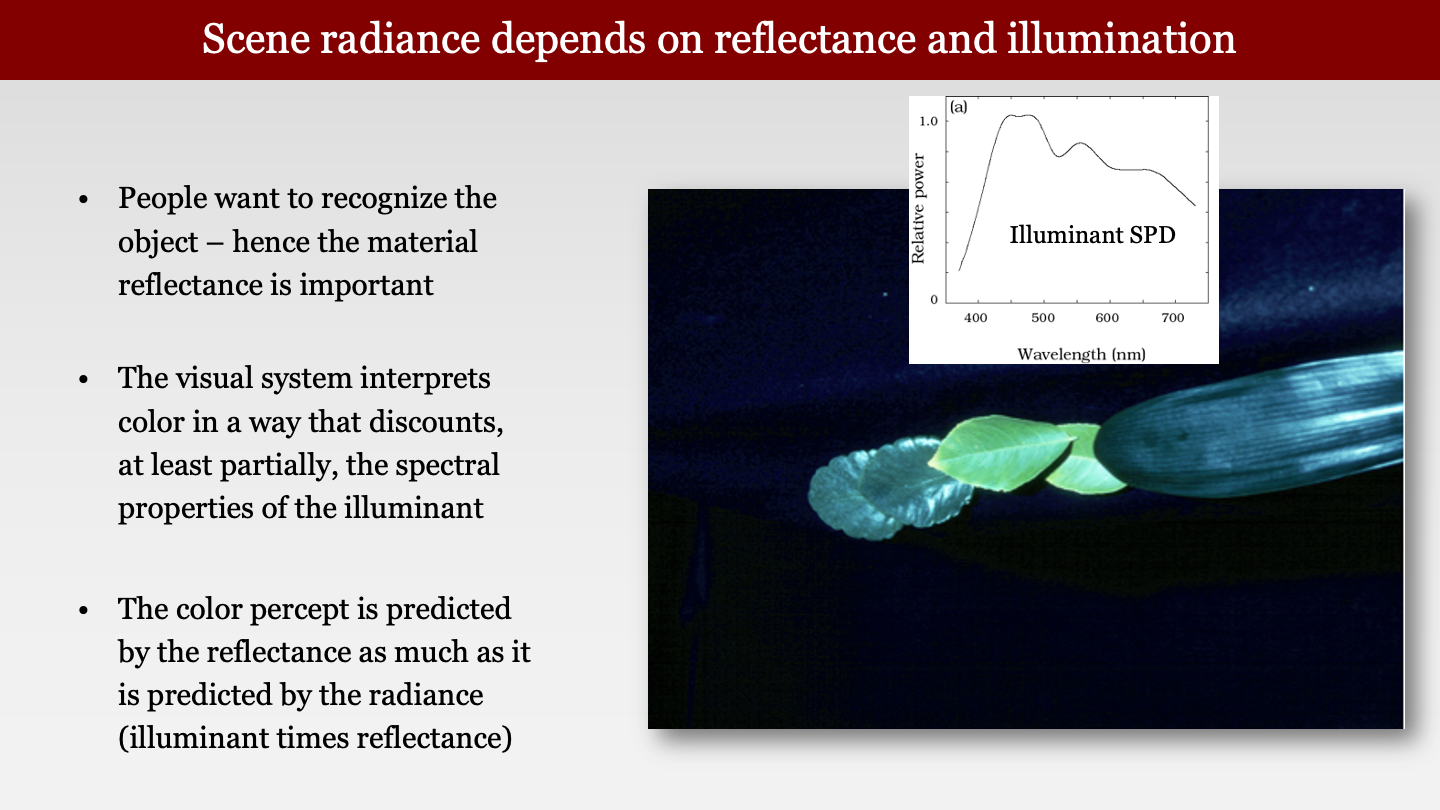 Scene radiance depends on reflectance and illumination
• People want to recognize the
object – hence the material
reflectance is important
• The visual system interprets
color in a way that discounts,
at least partially, the spectral
properties of the illuminant
• The color percept is predicted
by the reflectance as much as it
is predicted by the radiance
(illuminant times reflectance)
(a)
1.0
Relative power
Illuminant SPD
0
400 500 600 700
Wavelength (nm)